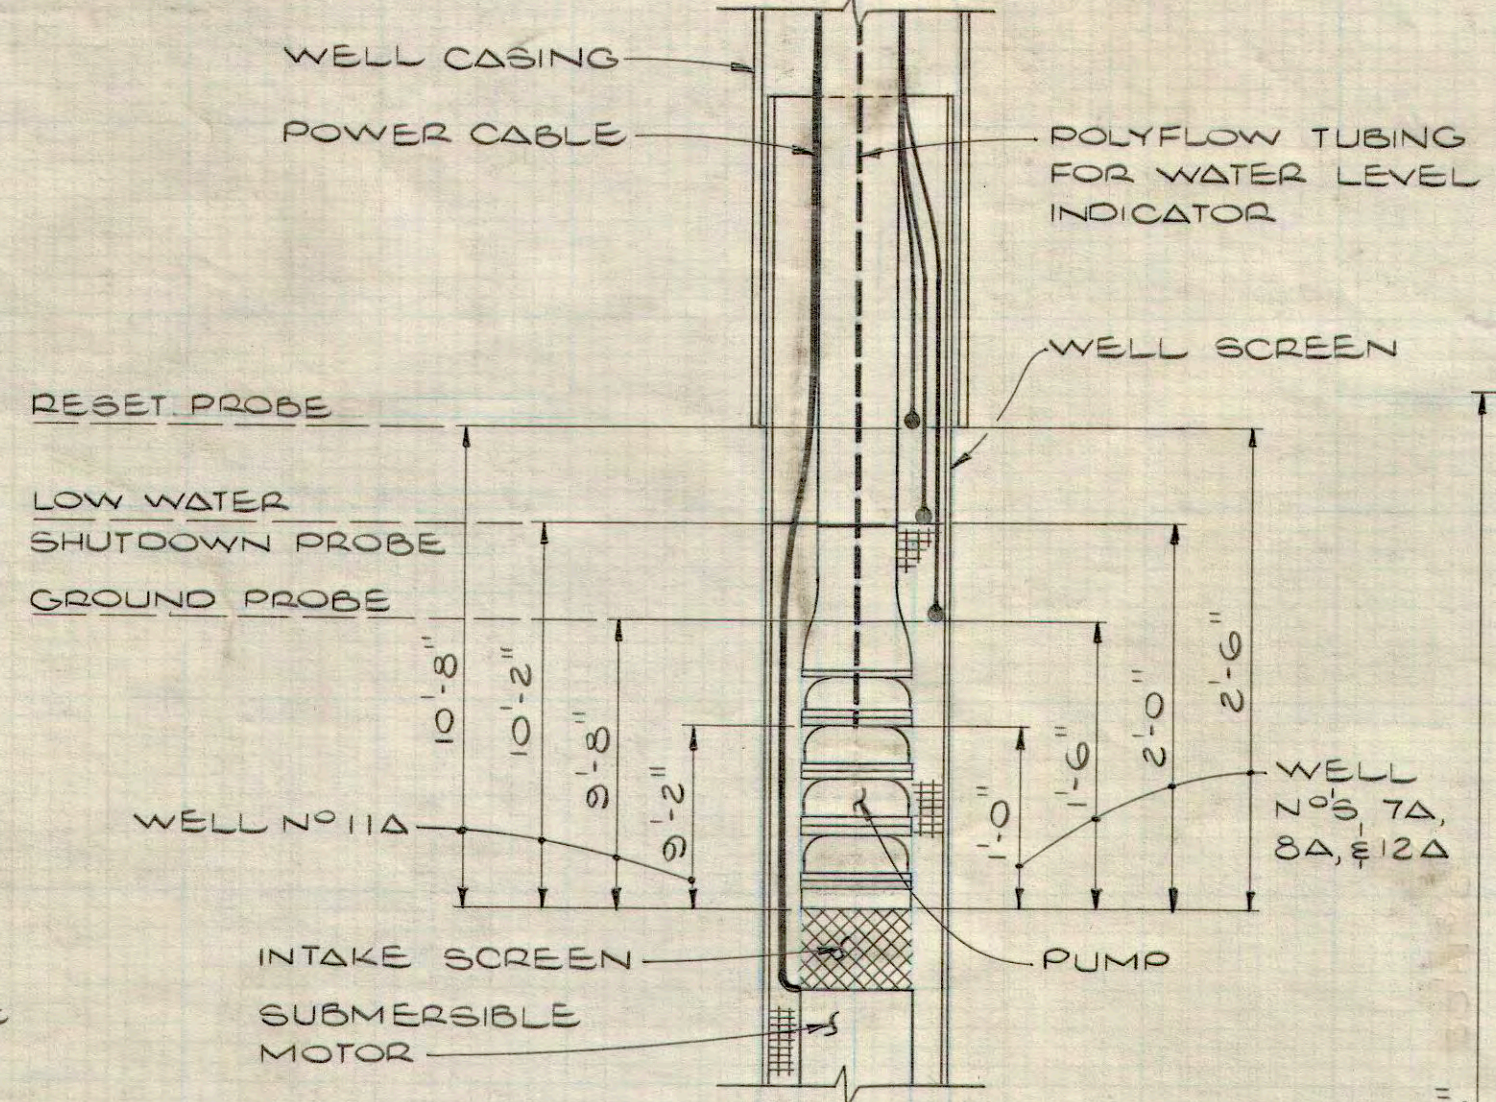 WELL CASING
POWER CABLE
POLYFLOW TUBING
FOR WATER LEVEL
INDICATOR
WELL SCREEN
RESET PROBE
LOW WATER
SHUTDOWN PROBE
GROUND PROBE
10'-8"
10'-2"
9'-8"
9'-2"
1'-0"
1'-6"
2'-0"
2'-6"
WELL Nº 11A
WELL
Nº'S 7A,
8A, & 12A
INTAKE SCREEN
PUMP
SUBMERSIBLE
MOTOR